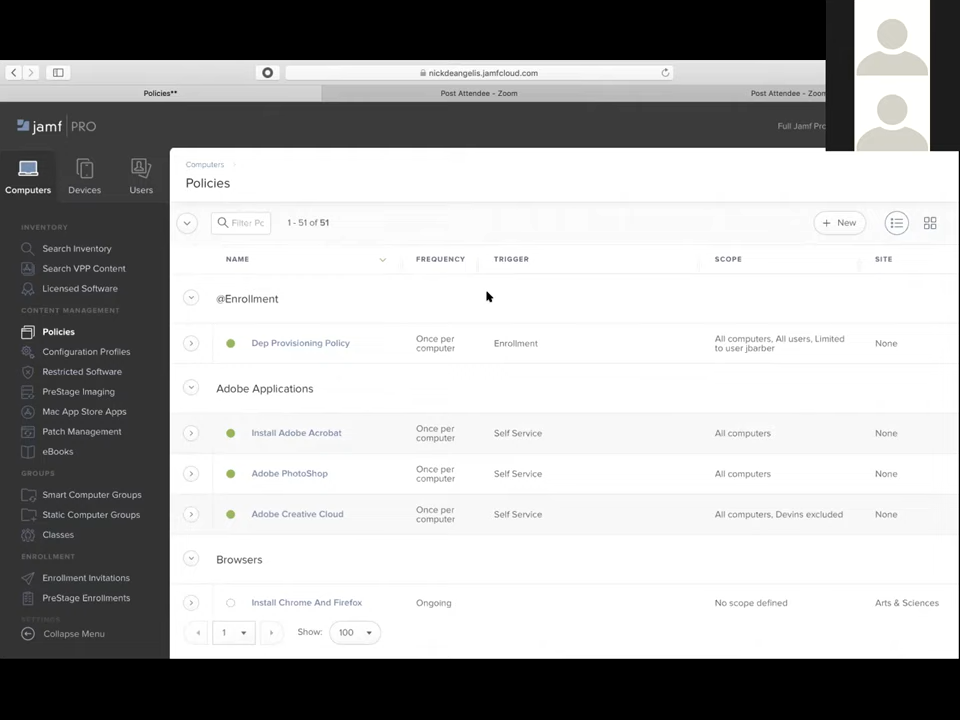 nickdeangelis.jamfcloud.com
Policies**
Post Attendee - Zoom
Post Attendee - Zoom
jamf | PRO
Full Jamf Pro
Computers
Devices
Users
Computers
Policies
INVENTORY
Search Inventory
Search VPP Content
Licensed Software
CONTENT MANAGEMENT
Policies
Configuration Profiles
Restricted Software
PreStage Imaging
Mac App Store Apps
Patch Management
eBooks
GROUPS
Smart Computer Groups
Static Computer Groups
Classes
ENROLLMENT
Enrollment Invitations
PreStage Enrollments
SETTINGS
Collapse Menu
Filter Po
1 - 51 of 51
+ New
NAME FREQUENCY TRIGGER SCOPE SITE
@Enrollment
Dep Provisioning Policy Once per computer Enrollment All computers, All users, Limited to user jbarber None
Adobe Applications
Install Adobe Acrobat Once per computer Self Service All computers None
Adobe PhotoShop Once per computer Self Service All computers None
Adobe Creative Cloud Once per computer Self Service All computers, Devins excluded None
Browsers
Install Chrome And Firefox Ongoing No scope defined Arts & Sciences
1 Show: 100